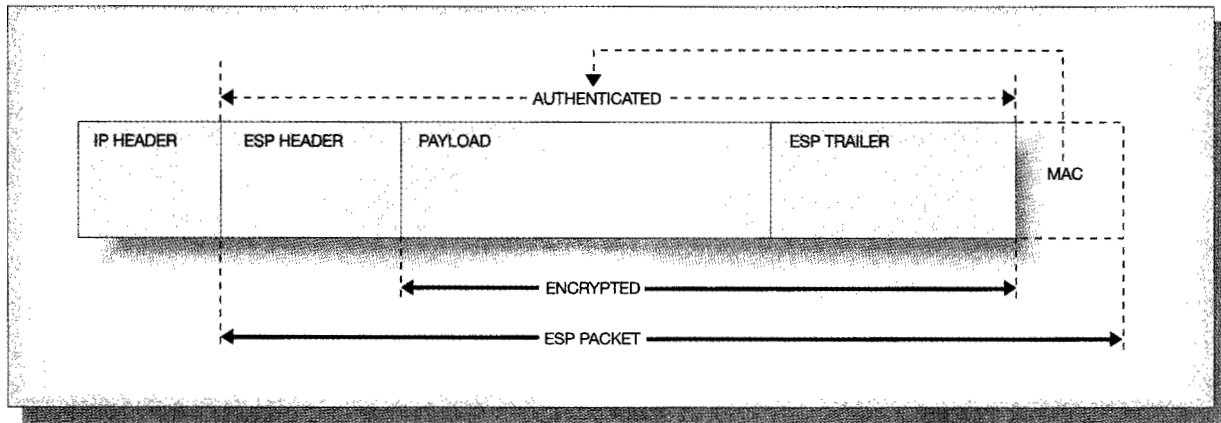 AUTHENTICATED
IP HEADER
ESP HEADER
PAYLOAD
ESP TRAILER
MAC
ENCRYPTED
ESP PACKET